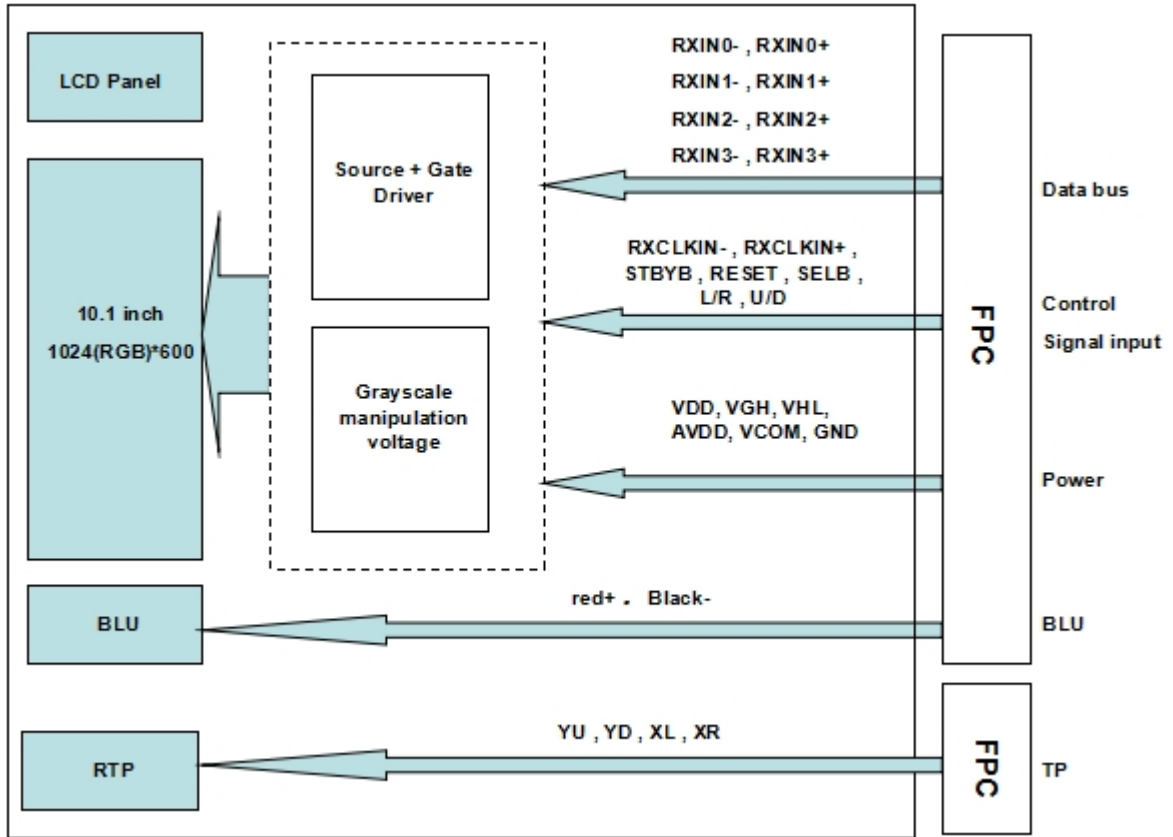 LCD Panel
10.1 inch
1024(RGB)*600
BLU
RTP
Source + Gate
Driver
Grayscale
manipulation
voltage
RXIN0- , RXIN0+
RXIN1- , RXIN1+
RXIN2- , RXIN2+
RXIN3- , RXIN3+
RXCLKIN- , RXCLKIN+ ,
STBYB , RESET , SELB ,
L/R , U/D
VDD, VGH, VHL,
AVDD, VCOM, GND
red+ . Black-
YU , YD , XL , XR
FPC
FPC
Data bus
Control
Signal input
Power
BLU
TP